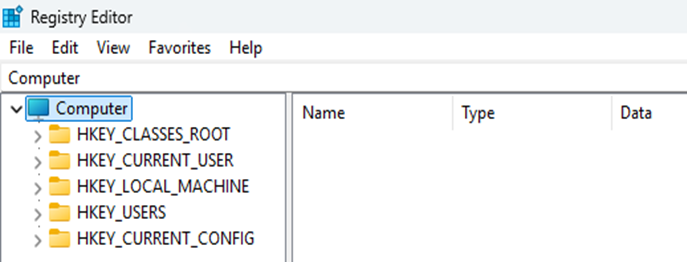 Registry Editor
File Edit View Favorites Help
Computer
Computer
Name Type Data
HKEY_CLASSES_ROOT
HKEY_CURRENT_USER
HKEY_LOCAL_MACHINE
HKEY_USERS
HKEY_CURRENT_CONFIG